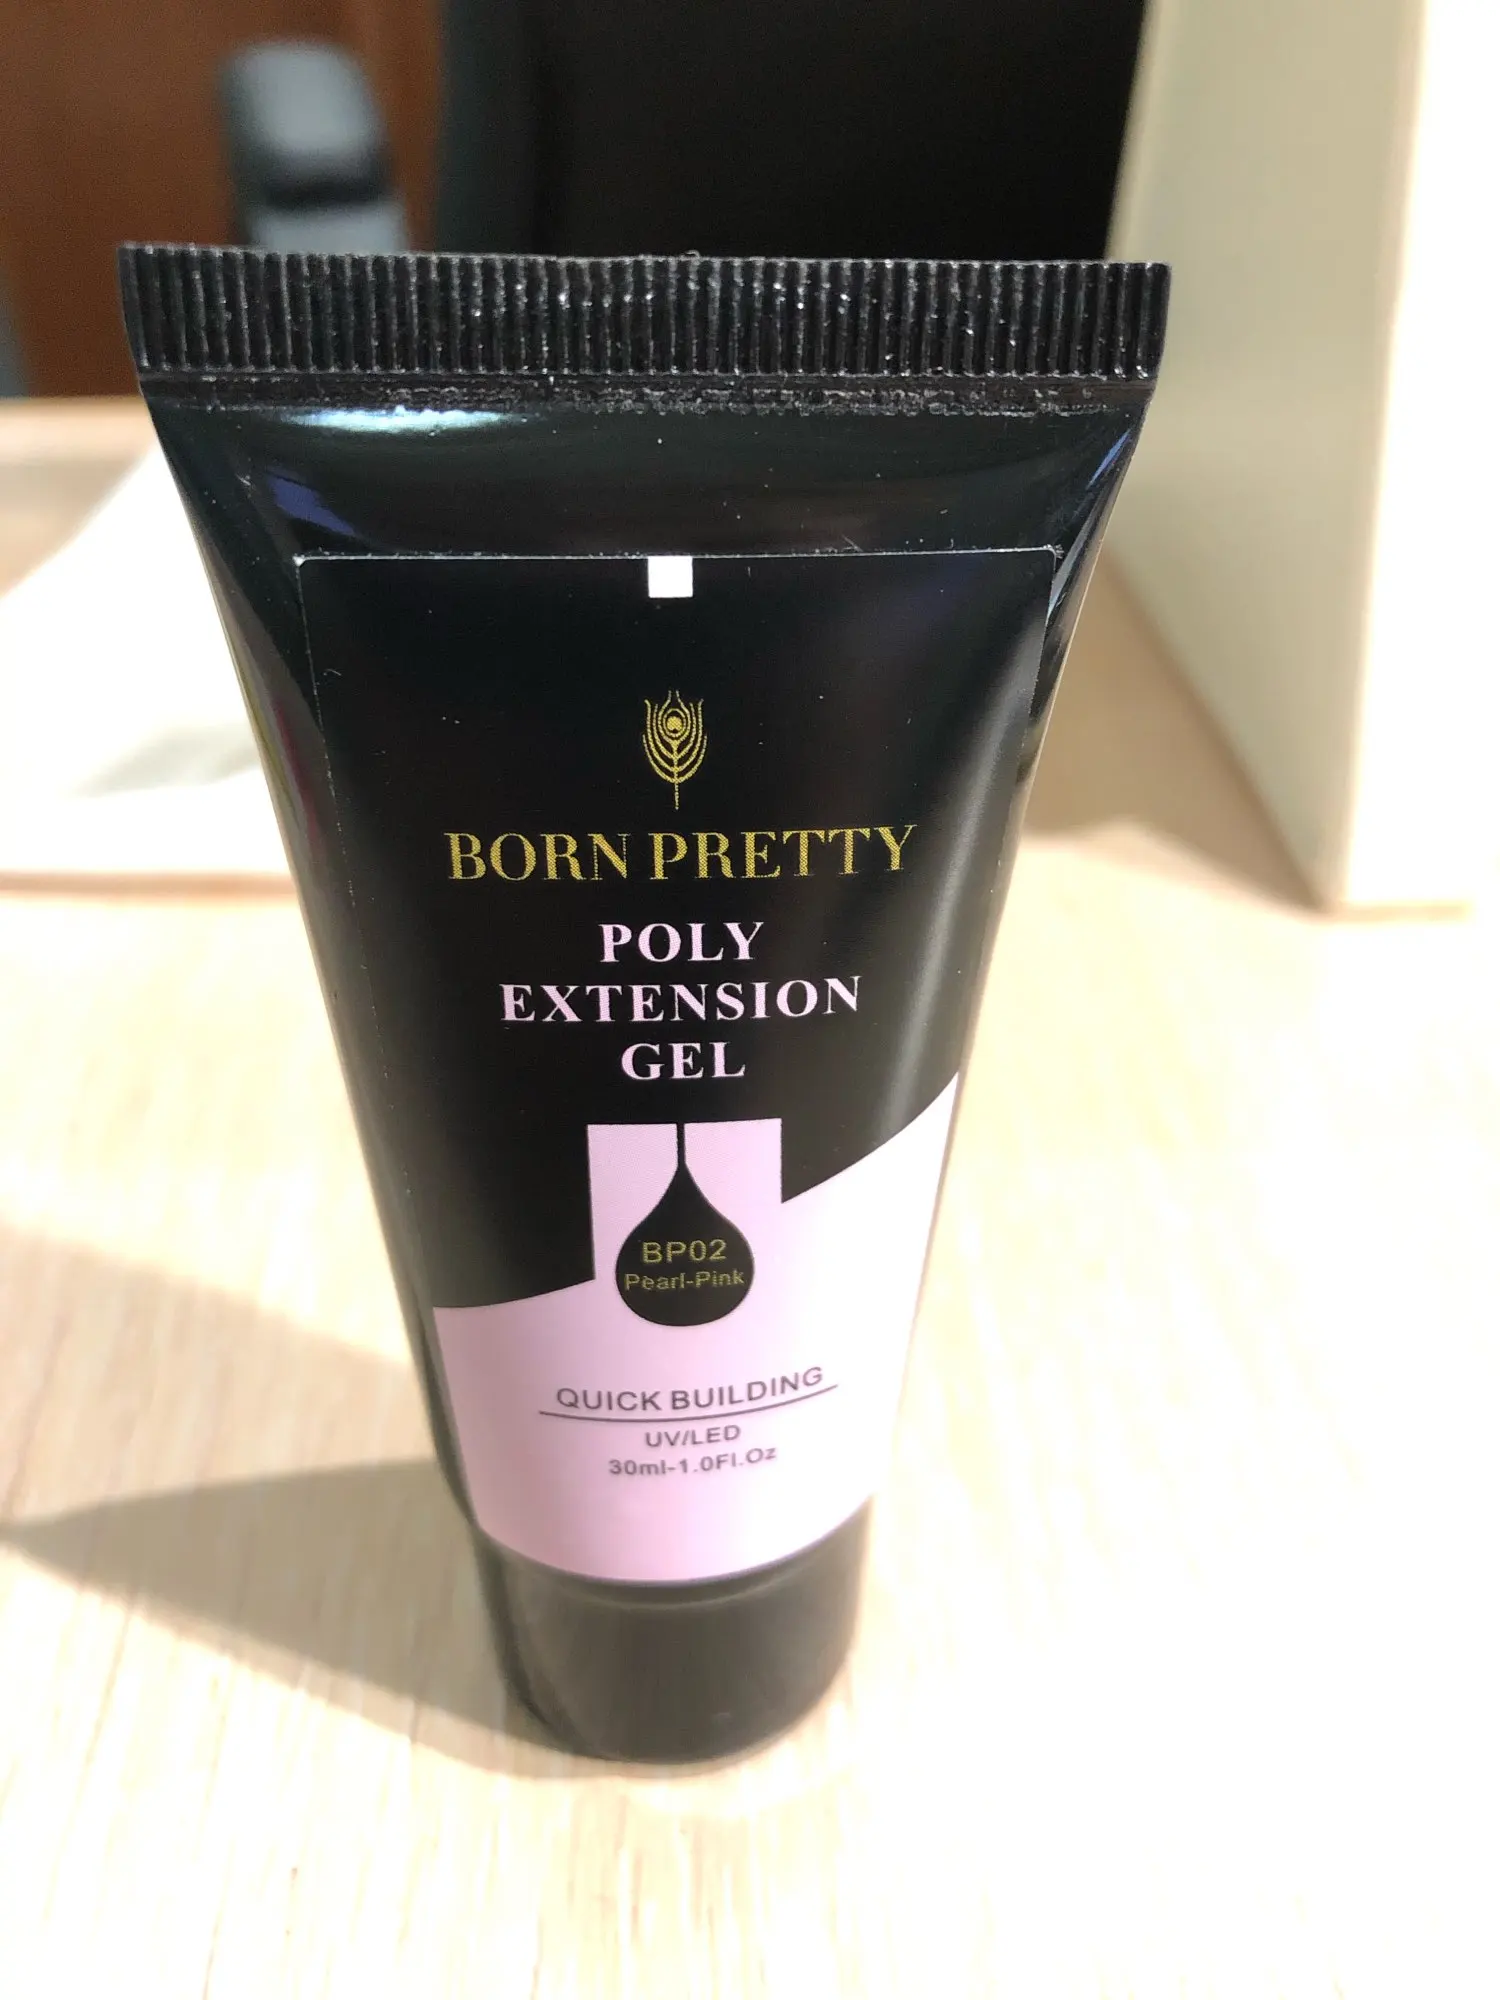 BORN PRETTY
POLY
EXTENSION
GEL
BP02
Pearl-Pink
QUICK BUILDING
UV/LED
30ml-1.0Fl.Oz